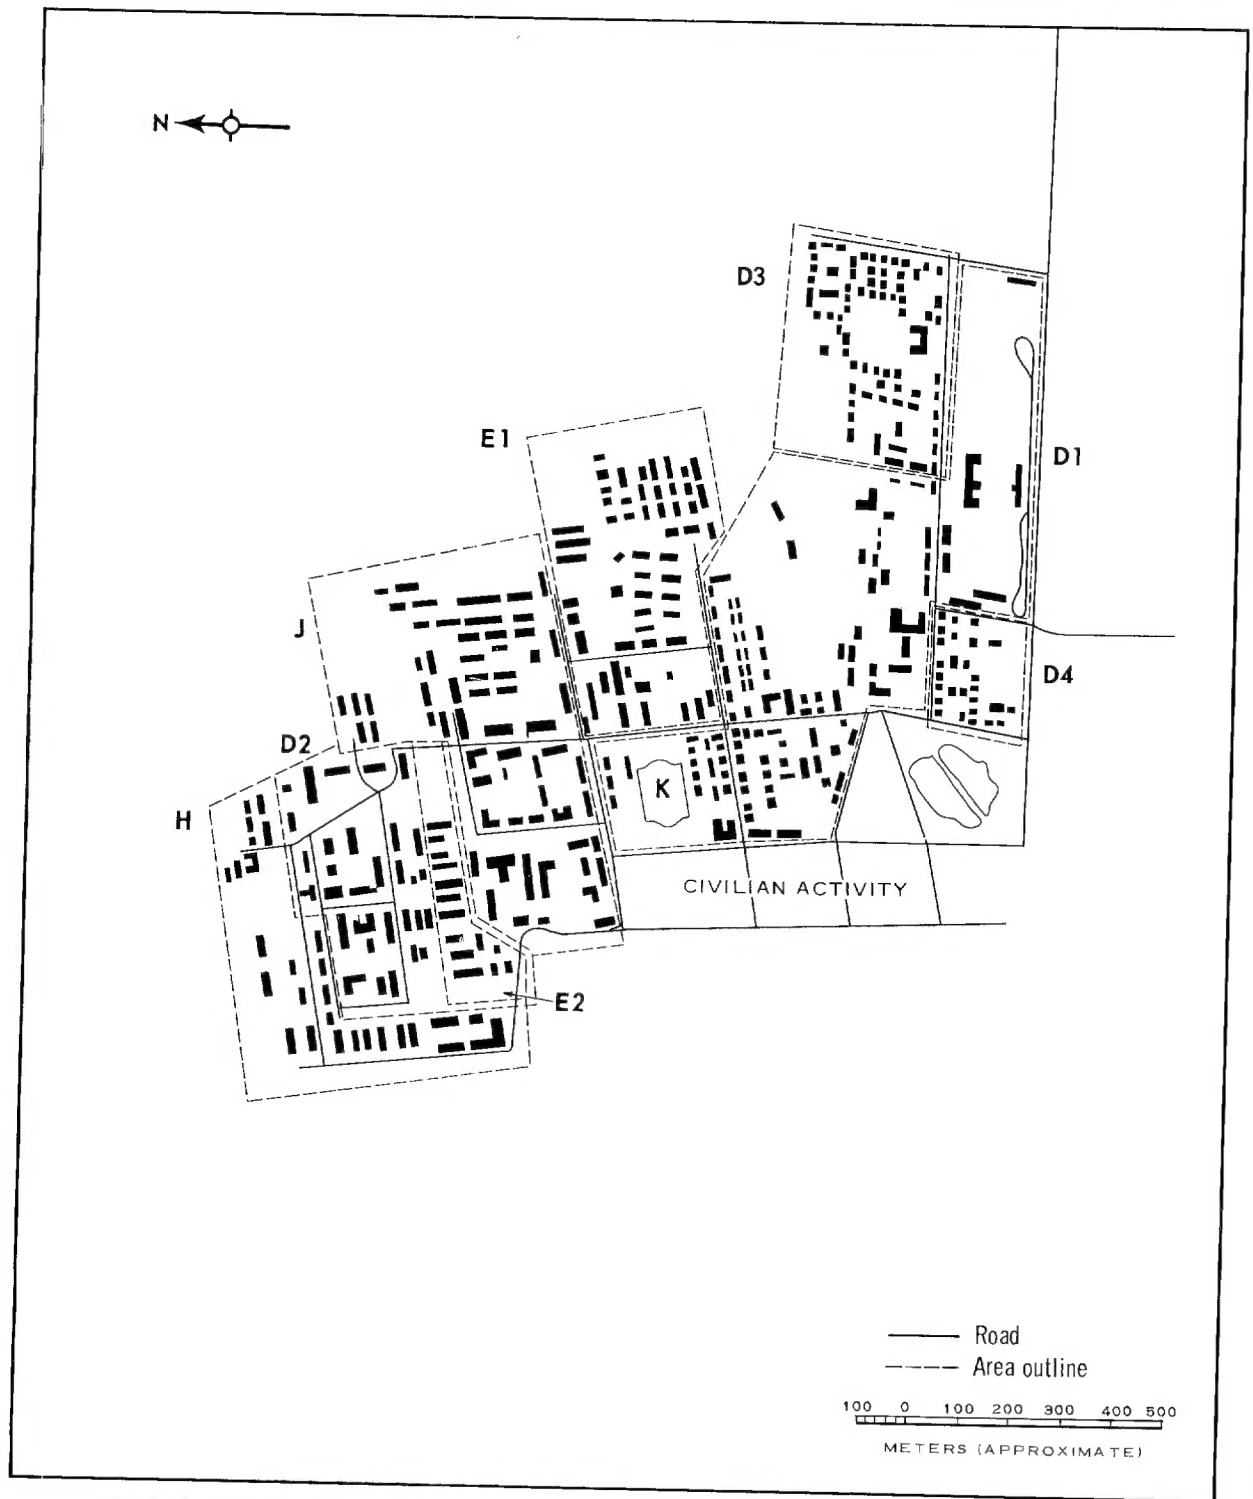 N
D3
E1
D1
J
D4
D2
K
H
CIVILIAN ACTIVITY
E2
Road
Area outline
100 0 100 200 300 400 500
METERS (APPROXIMATE)